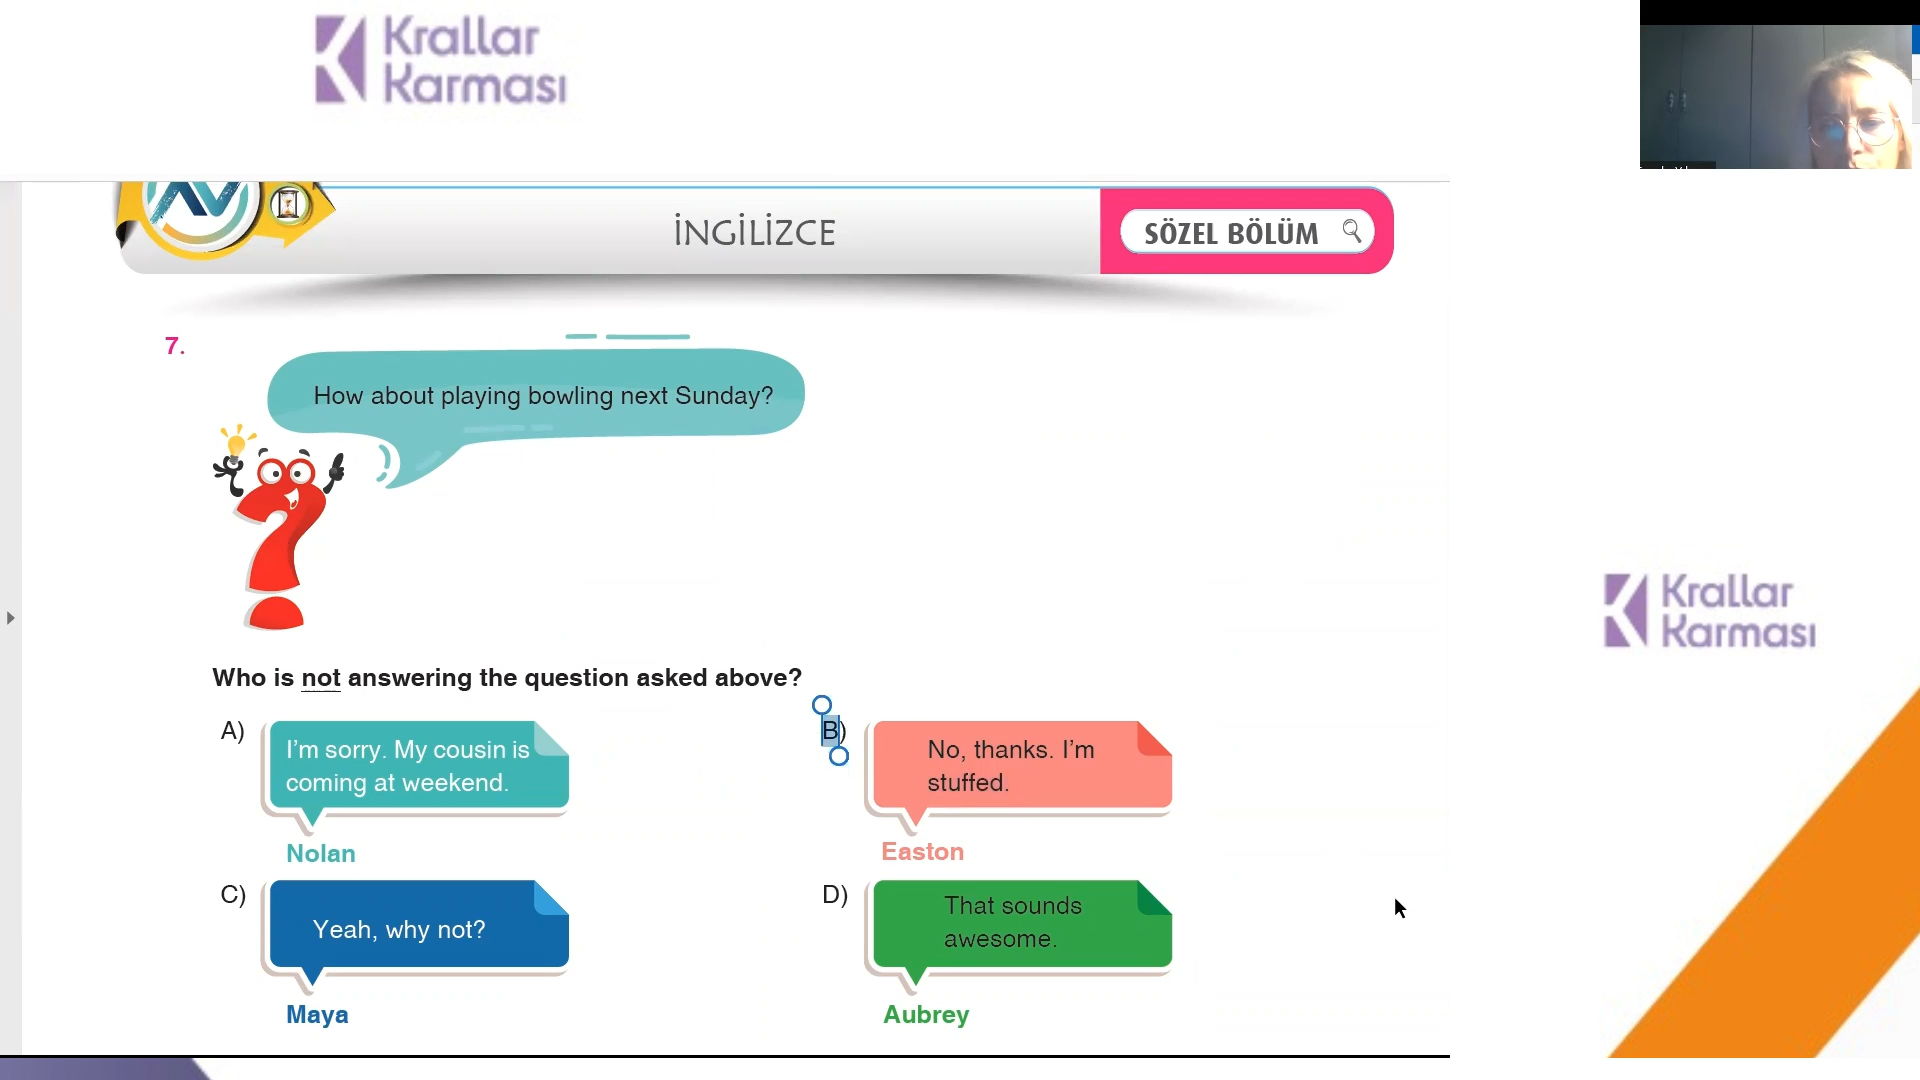 Krallar
Karması
İNGİLİZCE
SÖZEL BÖLÜM
7.
How about playing bowling next Sunday?
Who is not answering the question asked above?
A)
I'm sorry. My cousin is
coming at weekend.
Nolan
B)
No, thanks. I'm
stuffed.
Easton
C)
Yeah, why not?
Maya
D)
That sounds
awesome.
Aubrey
Krallar
Karması